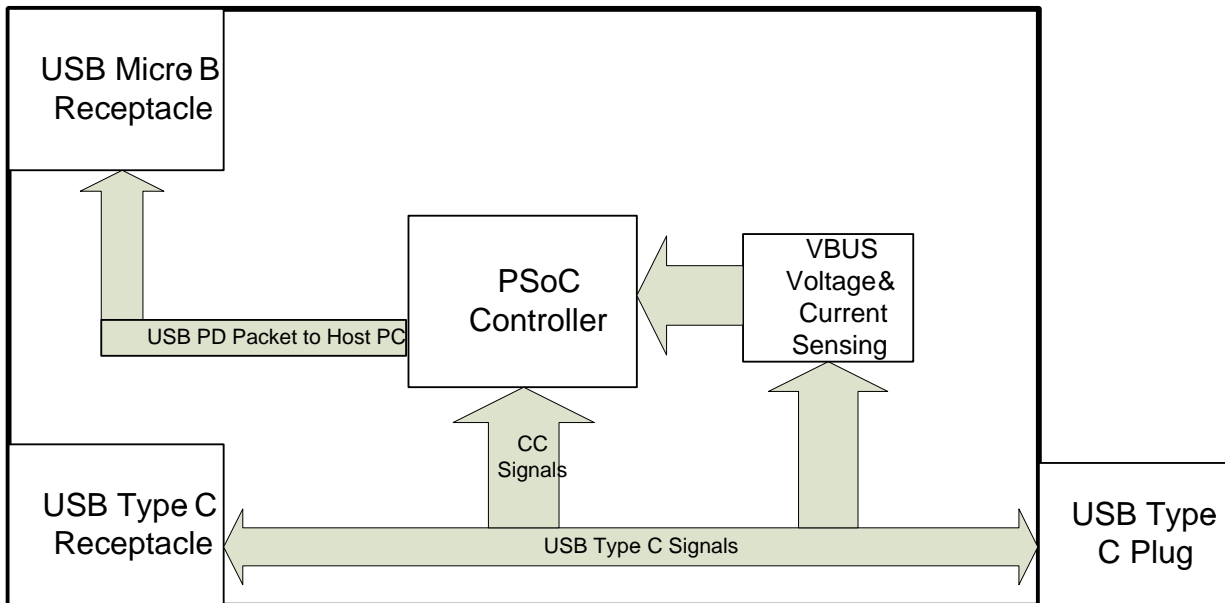 USB Micro-B
Receptacle
PSoC
Controller
VBUS
Voltage&
Current
Sensing
USB PD Packet to Host PC
CC
Signals
USB Type C
Receptacle
USB Type C Signals
USB Type
C Plug